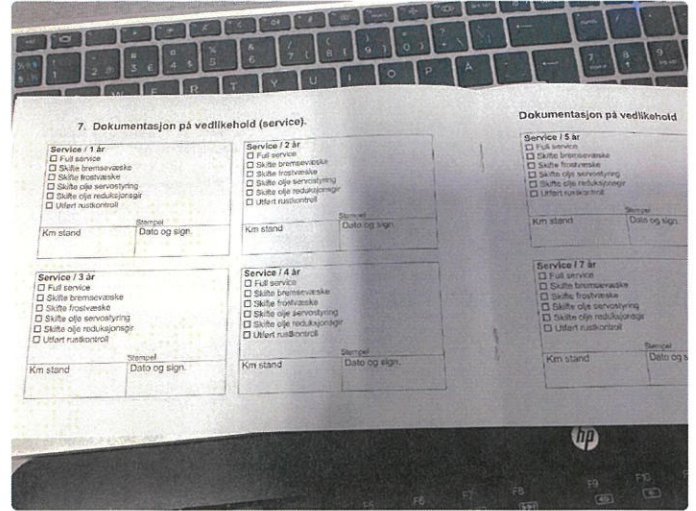 7. Dokumentasjon på vedlikehold (service).
Service / 1 år
☐ Full service
☐ Skifte bremsevæske
☐ Skifte frostvæske
☐ Skifte olje servostyring
☐ Skifte olje reduksjonsgir
☐ Utført rustkontroll
Stempel
Km stand
Dato og sign.
Service / 2 år
☐ Full service
☐ Skifte bremsevæske
☐ Skifte frostvæske
☐ Skifte olje servostyring
☐ Skifte olje reduksjonsgir
☐ Utført rustkontroll
Stempel
Km stand
Dato og sign.
Service / 3 år
☐ Full service
☐ Skifte bremsevæske
☐ Skifte frostvæske
☐ Skifte olje servostyring
☐ Skifte olje reduksjonsgir
☐ Utført rustkontroll
Stempel
Km stand
Dato og sign.
Service / 4 år
☐ Full service
☐ Skifte bremsevæske
☐ Skifte frostvæske
☐ Skifte olje servostyring
☐ Skifte olje reduksjonsgir
☐ Utført rustkontroll
Stempel
Km stand
Dato og sign.
Dokumentasjon på vedlikehold
Service / 5 år
☐ Full service
☐ Skifte bremsevæske
☐ Skifte frostvæske
☐ Skifte olje servostyring
☐ Skifte olje reduksjonsgir
☐ Utført rustkontroll
Stempel
Km stand
Dato og sign.
Service / 7 år
☐ Full service
☐ Skifte bremsevæske
☐ Skifte frostvæske
☐ Skifte olje servostyring
☐ Skifte olje reduksjonsgir
☐ Utført rustkontroll
Stempel
Km stand
Dato og s
hp